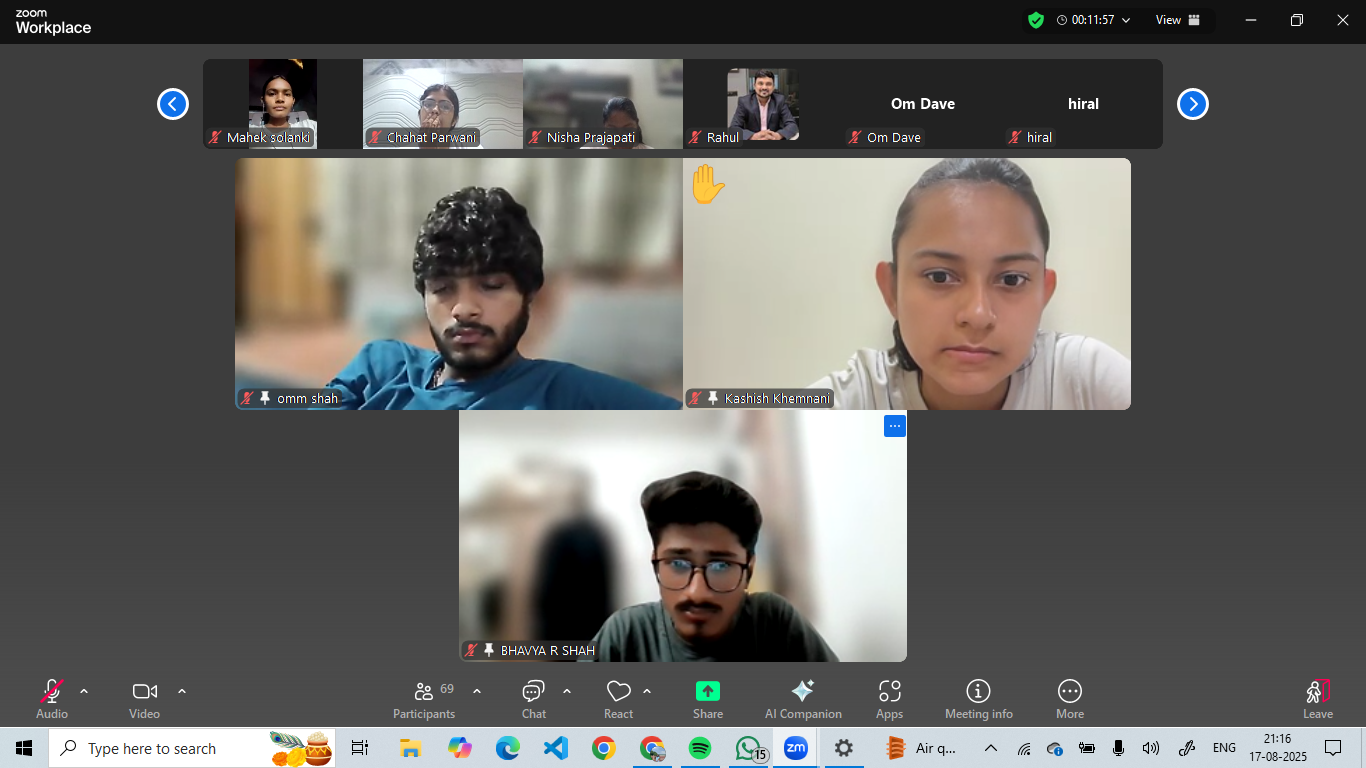 zoom
Workplace
00:11:57
View
Mahek solanki
Chahat Parwani
Nisha Prajapati
Rahul
Om Dave
Om Dave
hiral
hiral
omm shah
Kashish Khemnani
BHAVYA R SHAH
Audio
Video
69
Participants
Chat
React
Share
AI Companion
Apps
Meeting info
More
Leave
Type here to search
15
zm
Air q...
ENG
21:16
17-08-2025